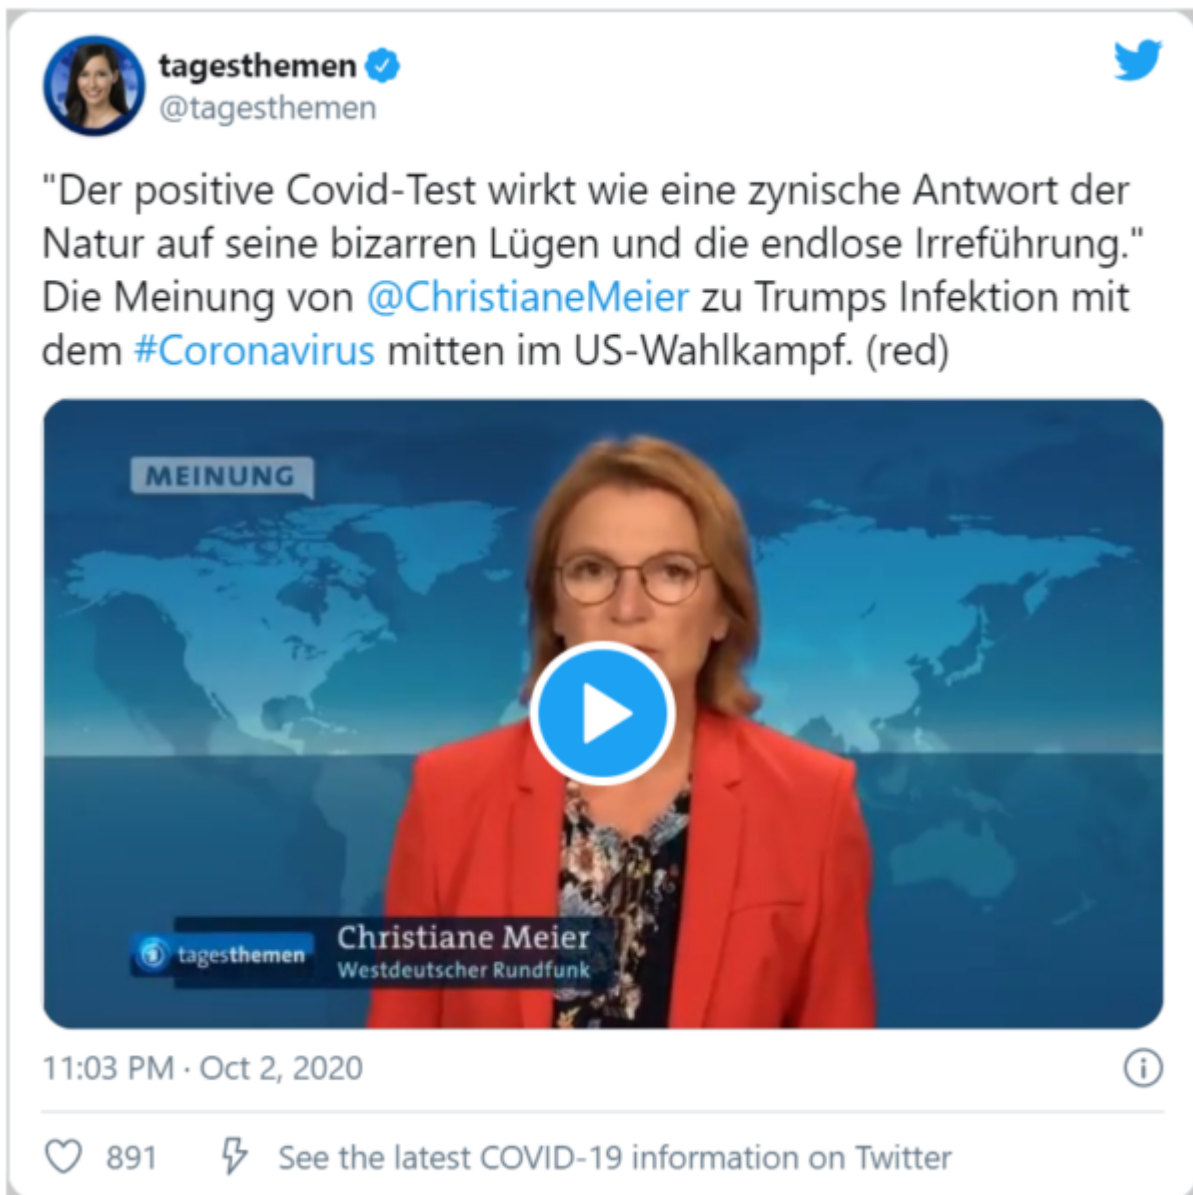 tagesthemen
@tagesthemen
"Der positive Covid-Test wirkt wie eine zynische Antwort der
Natur auf seine bizarren Lügen und die endlose Irreführung."
Die Meinung von @ChristianeMeier zu Trumps Infektion mit
dem #Coronavirus mitten im US-Wahlkampf. (red)
MEINUNG
tagesthemen
Christiane Meier
Westdeutscher Rundfunk
11:03 PM · Oct 2, 2020
891
See the latest COVID-19 information on Twitter